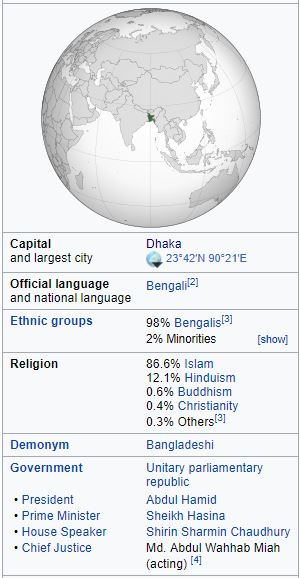 Capital Dhaka
and largest city 23°42′N 90°21′E
Official language Bengali[2]
and national language
Ethnic groups 98% Bengalis[3]
2% Minorities [show]
Religion 86.6% Islam
12.1% Hinduism
0.6% Buddhism
0.4% Christianity
0.3% Others[3]
Demonym Bangladeshi
Government Unitary parliamentary
republic
• President Abdul Hamid
• Prime Minister Sheikh Hasina
• House Speaker Shirin Sharmin Chaudhury
• Chief Justice Md. Abdul Wahhab Miah
(acting) [4]